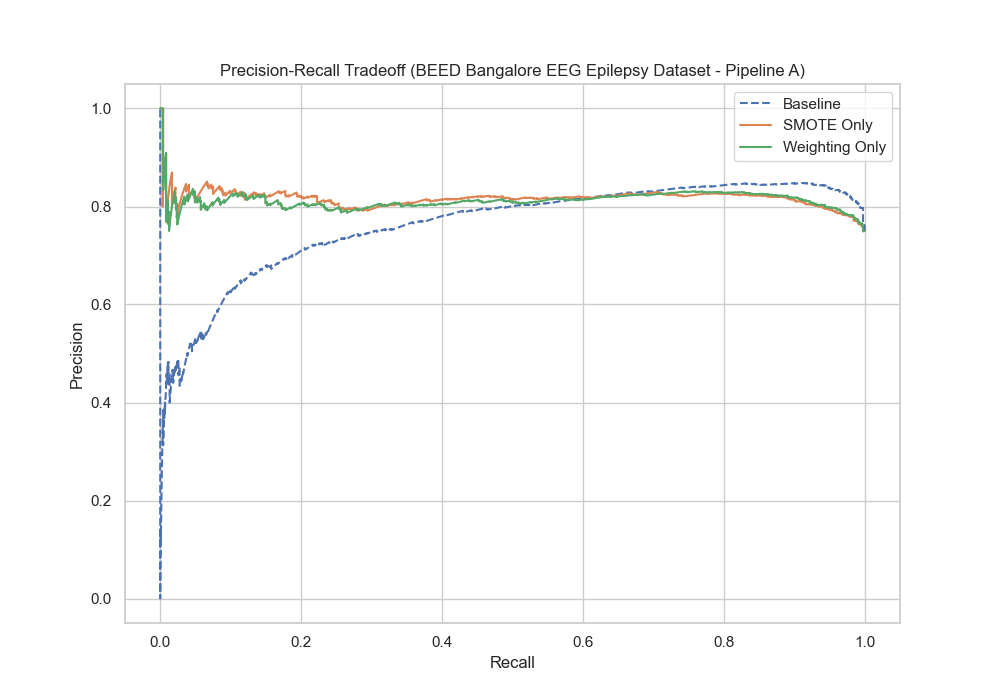 Precision-Recall Tradeoff (BEED Bangalore EEG Epilepsy Dataset - Pipeline A)
Baseline
SMOTE Only
Weighting Only
Precision
1.0
0.8
0.6
0.4
0.2
0.0
0.0 0.2 0.4 0.6 0.8 1.0
Recall